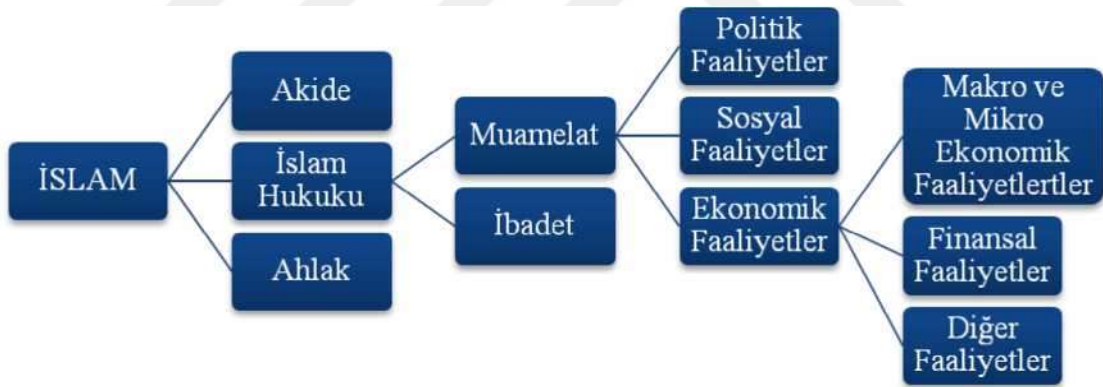 İSLAM
Akide
İslam
Hukuku
Ahlak
Muamelat
İbadet
Politik
Faaliyetler
Sosyal
Faaliyetler
Ekonomik
Faaliyetler
Makro ve
Mikro
Ekonomik
Faaliyetlertler
Finansal
Faaliyetler
Diğer
Faaliyetler